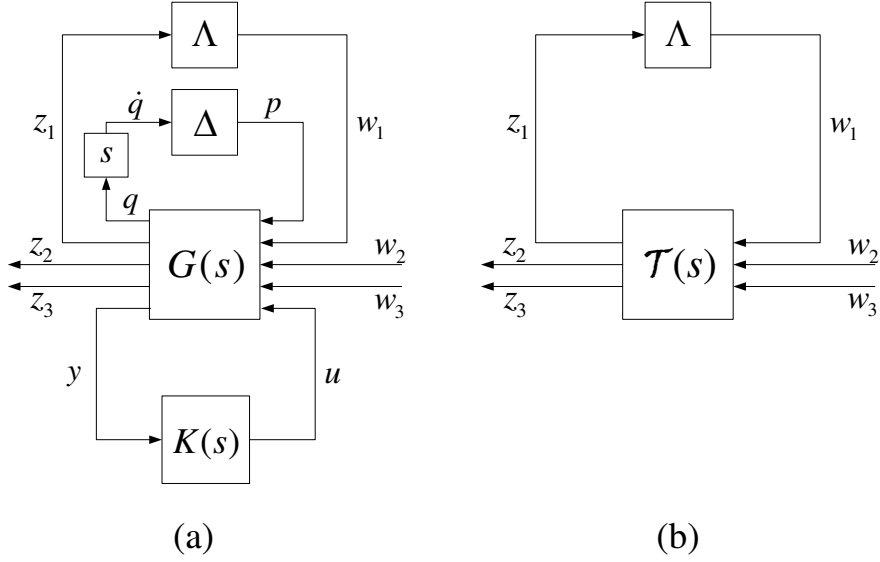 Λ
q̇
Δ
p
z₁
s
w₁
q
z₂
G(s)
w₂
z₃
w₃
y
u
K(s)
(a)
Λ
z₁
w₁
z₂
𝒯(s)
w₂
z₃
w₃
(b)